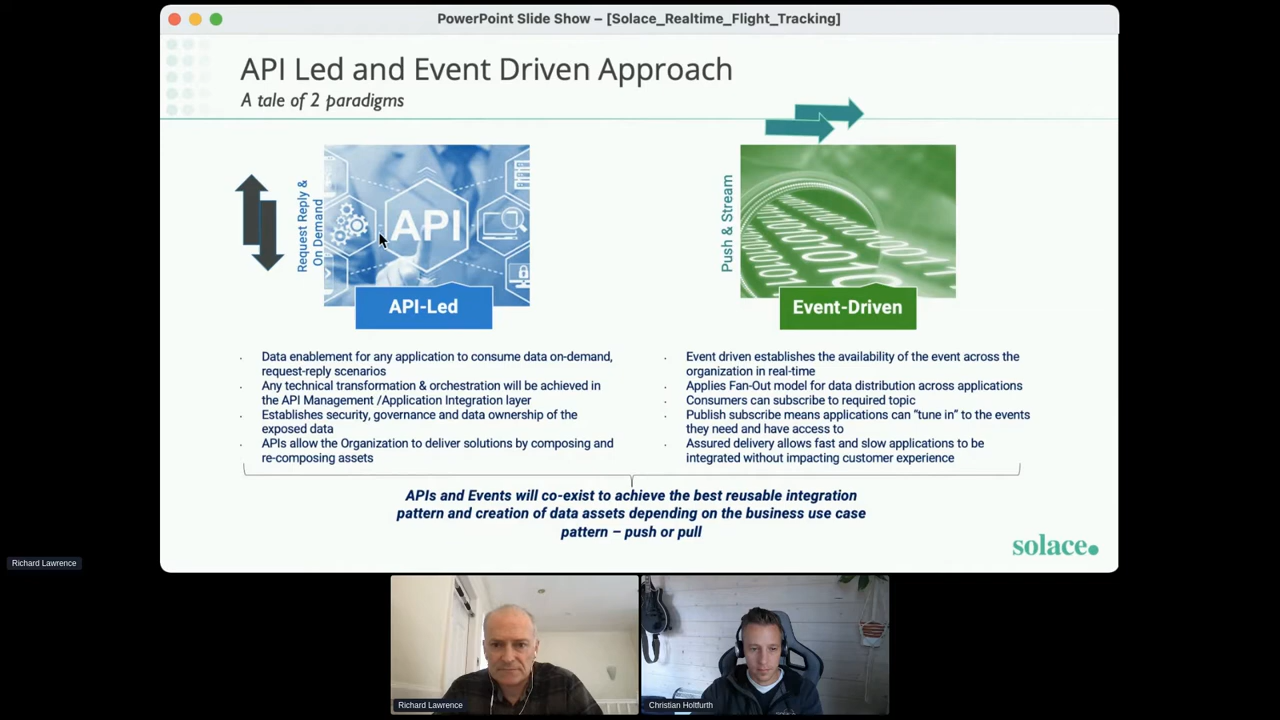 PowerPoint Slide Show – [Solace_Realtime_Flight_Tracking]
API Led and Event Driven Approach
A tale of 2 paradigms
Request Reply &
On Demand
API
API-Led
Push & Stream
Event-Driven
Data enablement for any application to consume data on-demand,
request-reply scenarios
Any technical transformation & orchestration will be achieved in
the API Management /Application Integration layer
Establishes security, governance and data ownership of the
exposed data
APIs allow the Organization to deliver solutions by composing and
re-composing assets
Event driven establishes the availability of the event across the
organization in real-time
Applies Fan-Out model for data distribution across applications
Consumers can subscribe to required topic
Publish subscribe means applications can “tune in” to the events
they need and have access to
Assured delivery allows fast and slow applications to be
integrated without impacting customer experience
APIs and Events will co-exist to achieve the best reusable integration
pattern and creation of data assets depending on the business use case
pattern – push or pull
solace.
Richard Lawrence
Richard Lawrence
Christian Holtfurth